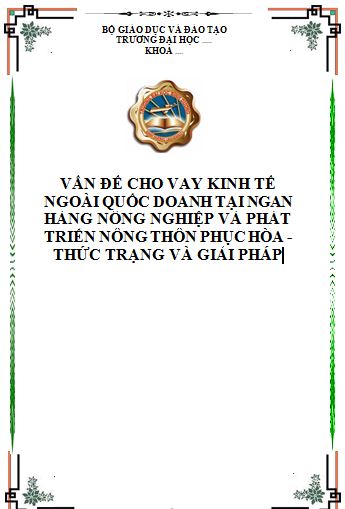 BỘ GIÁO DỤC VÀ ĐÀO TẠO
TRƯỜNG ĐẠI HỌC .....
KHOA ....
VẤN ĐỀ CHO VAY KINH TẾ
NGOÀI QUỐC DOANH TẠI NGÂN
HÀNG NÔNG NGHIỆP VÀ PHÁT
TRIỂN NÔNG THÔN PHỤC HÒA -
THỰC TRẠNG VÀ GIẢI PHÁP